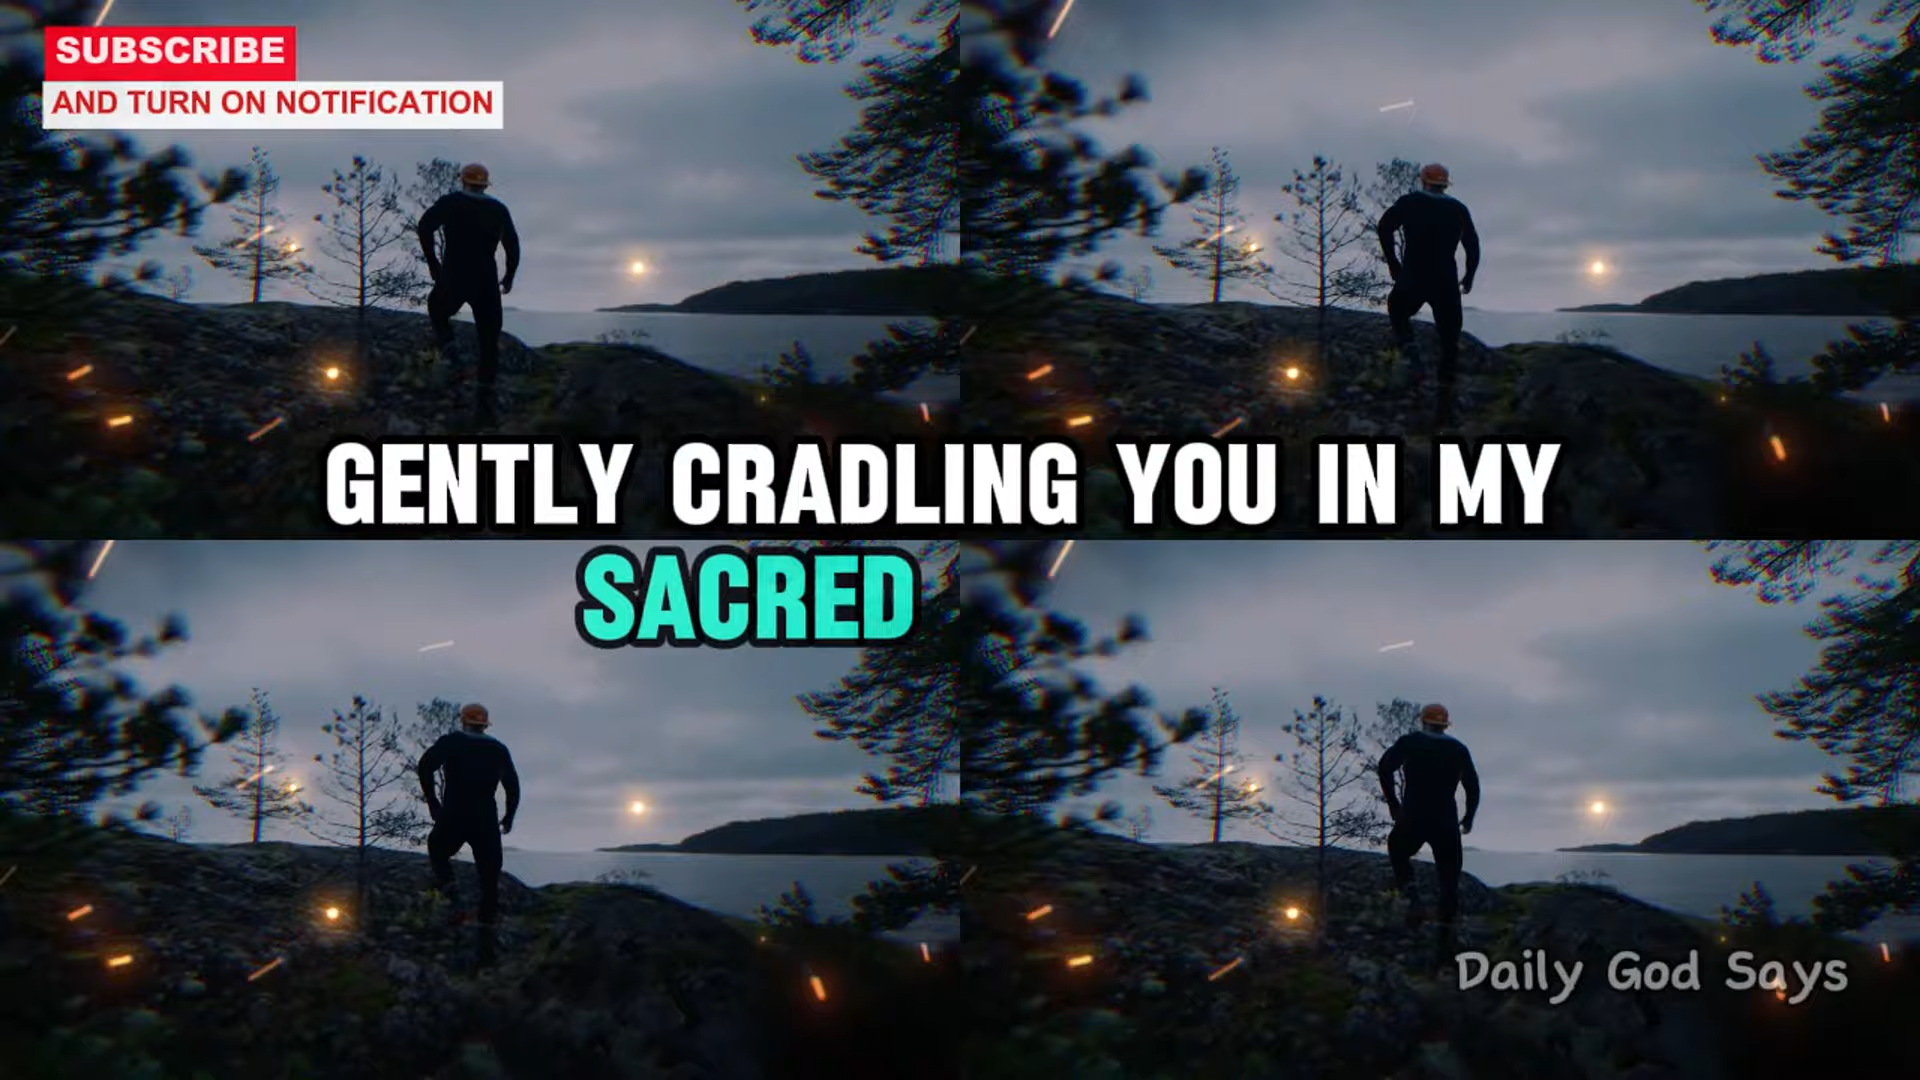 SUBSCRIBE
AND TURN ON NOTIFICATION
GENTLY CRADLING YOU IN MY
SACRED
Daily God Says